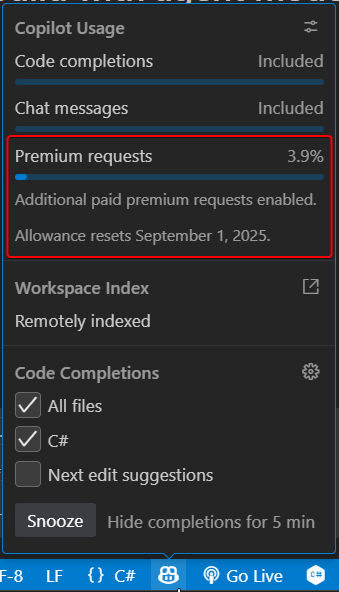 Copilot Usage
Code completions Included
Chat messages Included
Premium requests 3.9%
Additional paid premium requests enabled.
Allowance resets September 1, 2025.
Workspace Index
Remotely indexed
Code Completions
All files
C#
Next edit suggestions
Snooze Hide completions for 5 min
F-8 LF {} C# Go Live C#